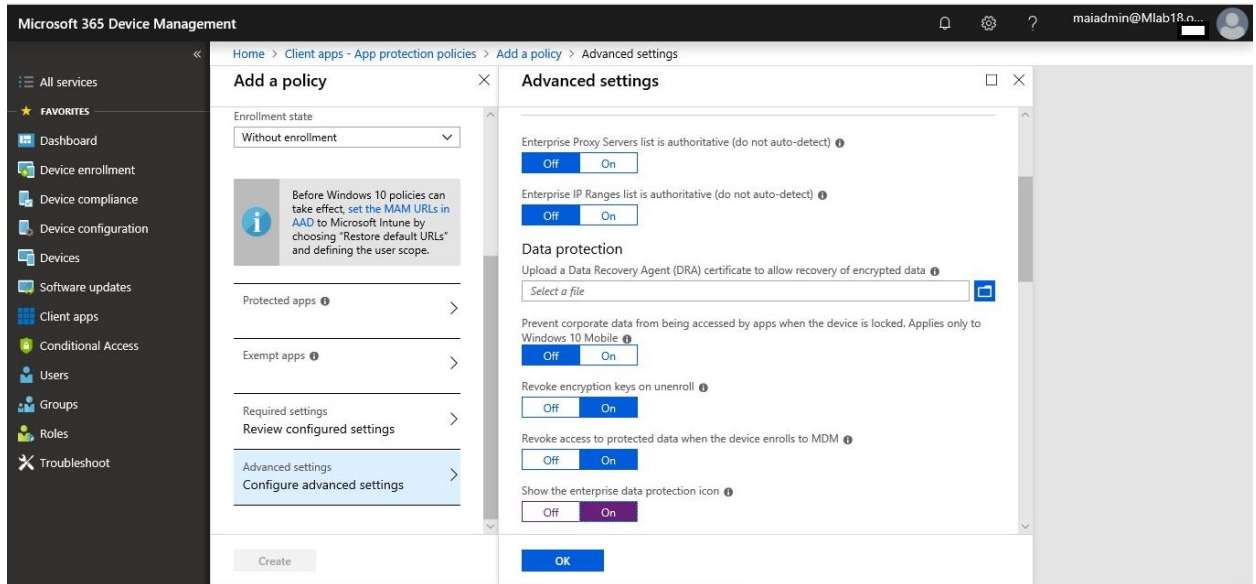 Microsoft 365 Device Management
?
maiadmin@Mlab18.o...
«
Home > Client apps - App protection policies > Add a policy > Advanced settings
All services
FAVORITES
Dashboard
Device enrollment
Device compliance
Device configuration
Devices
Software updates
Client apps
Conditional Access
Users
Groups
Roles
Troubleshoot
Add a policy
Enrollment state
Without enrollment
Before Windows 10 policies can
take effect, set the MAM URLs in
AAD to Microsoft Intune by
choosing "Restore default URLs"
and defining the user scope.
Protected apps
Exempt apps
Required settings
Review configured settings
Advanced settings
Configure advanced settings
Create
Advanced settings
Enterprise Proxy Servers list is authoritative (do not auto-detect)
Off On
Enterprise IP Ranges list is authoritative (do not auto-detect)
Off On
Data protection
Upload a Data Recovery Agent (DRA) certificate to allow recovery of encrypted data
Select a file
Prevent corporate data from being accessed by apps when the device is locked. Applies only to
Windows 10 Mobile
Off On
Revoke encryption keys on unenroll
Off On
Revoke access to protected data when the device enrolls to MDM
Off On
Show the enterprise data protection icon
Off On
OK